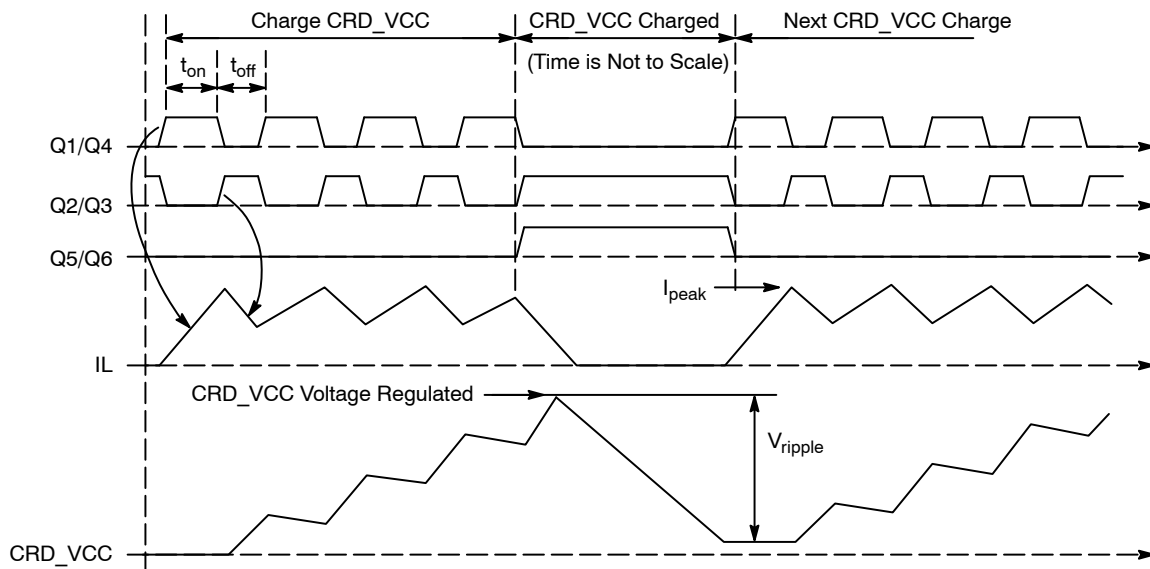 Charge CRD_VCC
CRD_VCC Charged
Next CRD_VCC Charge
(Time is Not to Scale)
ton
toff
Q1/Q4
Q2/Q3
Q5/Q6
Ipeak
IL
CRD_VCC Voltage Regulated
Vripple
CRD_VCC